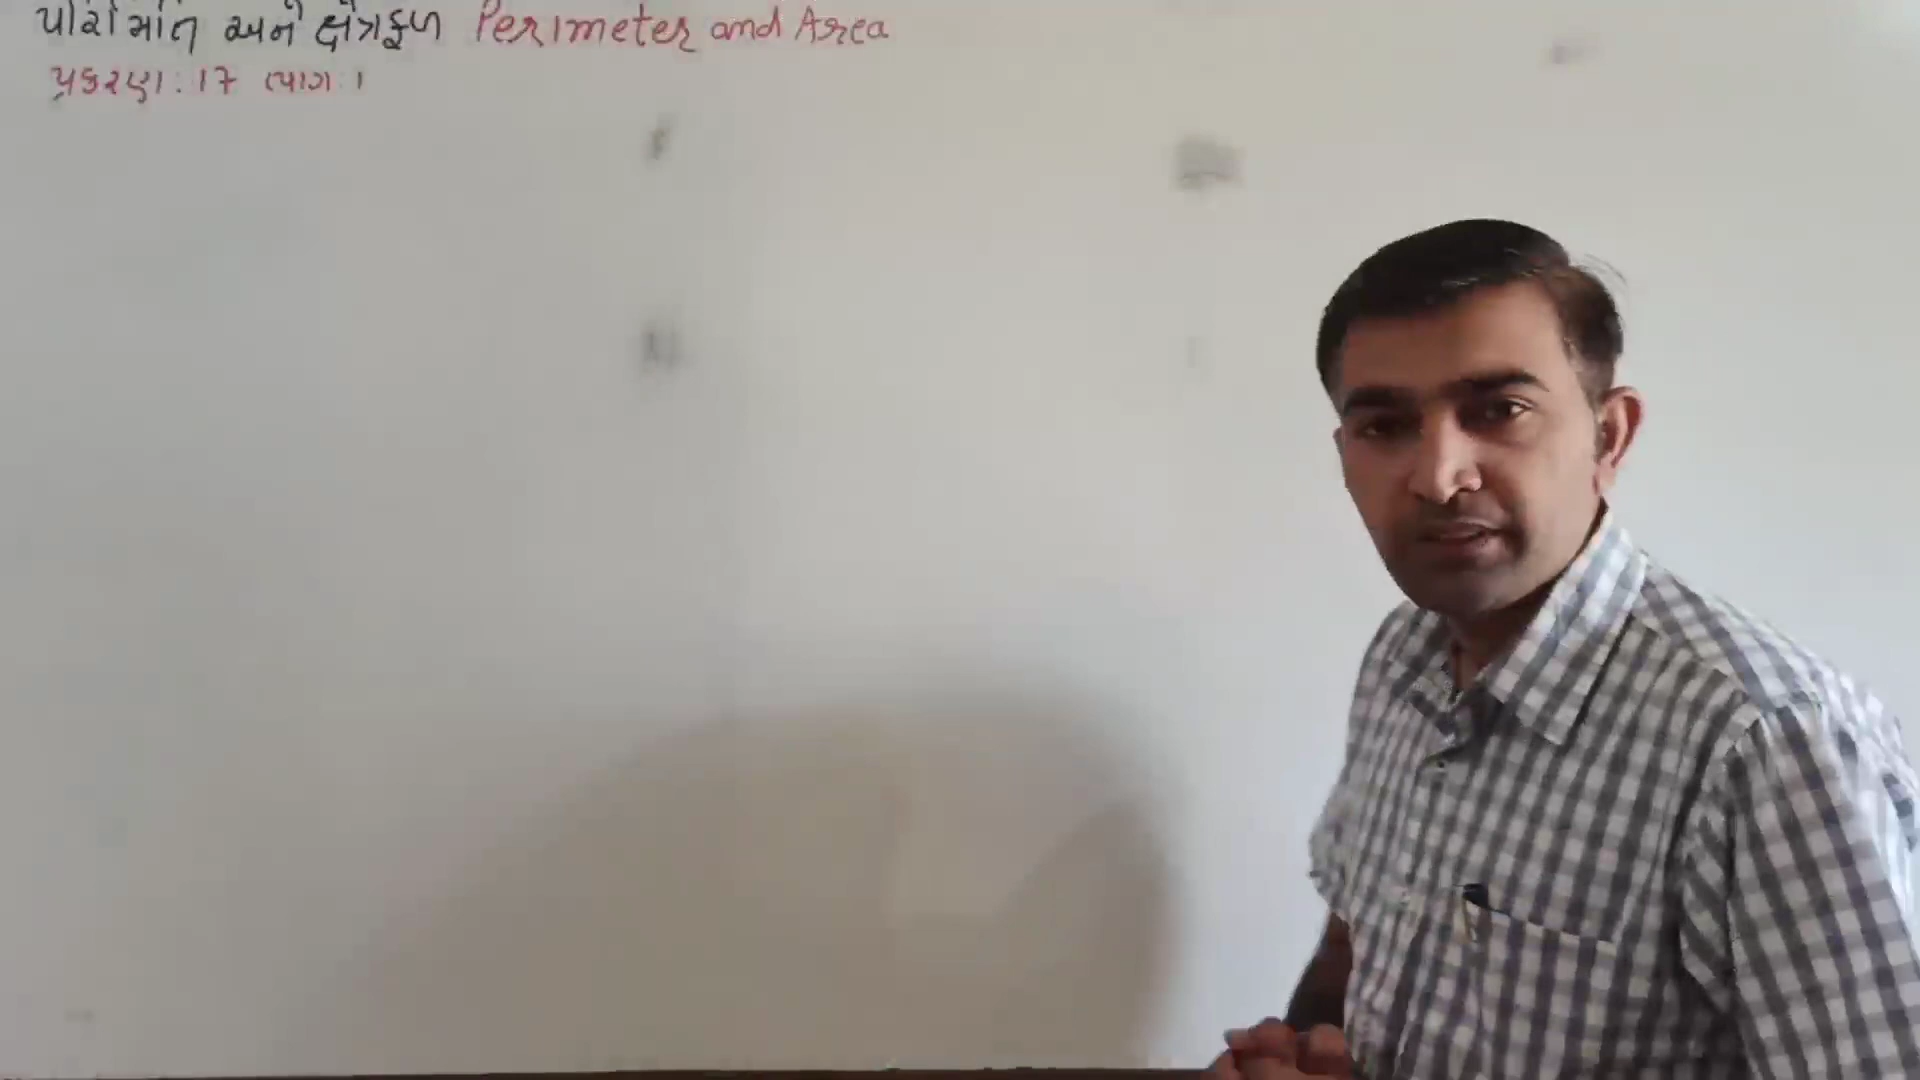 પરિમિતિ અને ક્ષેત્રફળ Perimeter and Area
પ્રકરણ : 17 ભાગ : 1